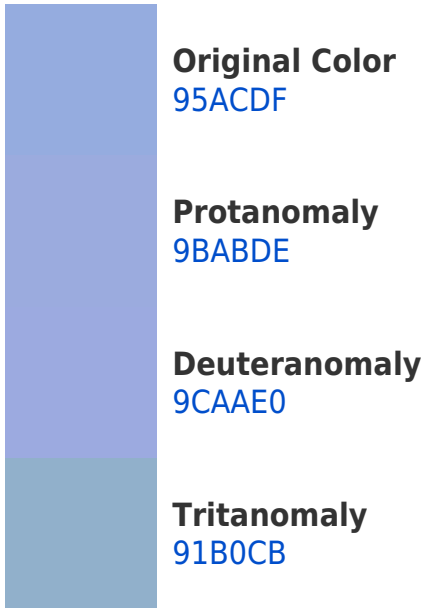 Original Color
95ACDF
Protanomaly
9BABDE
Deuteranomaly
9CAAE0
Tritanomaly
91B0CB